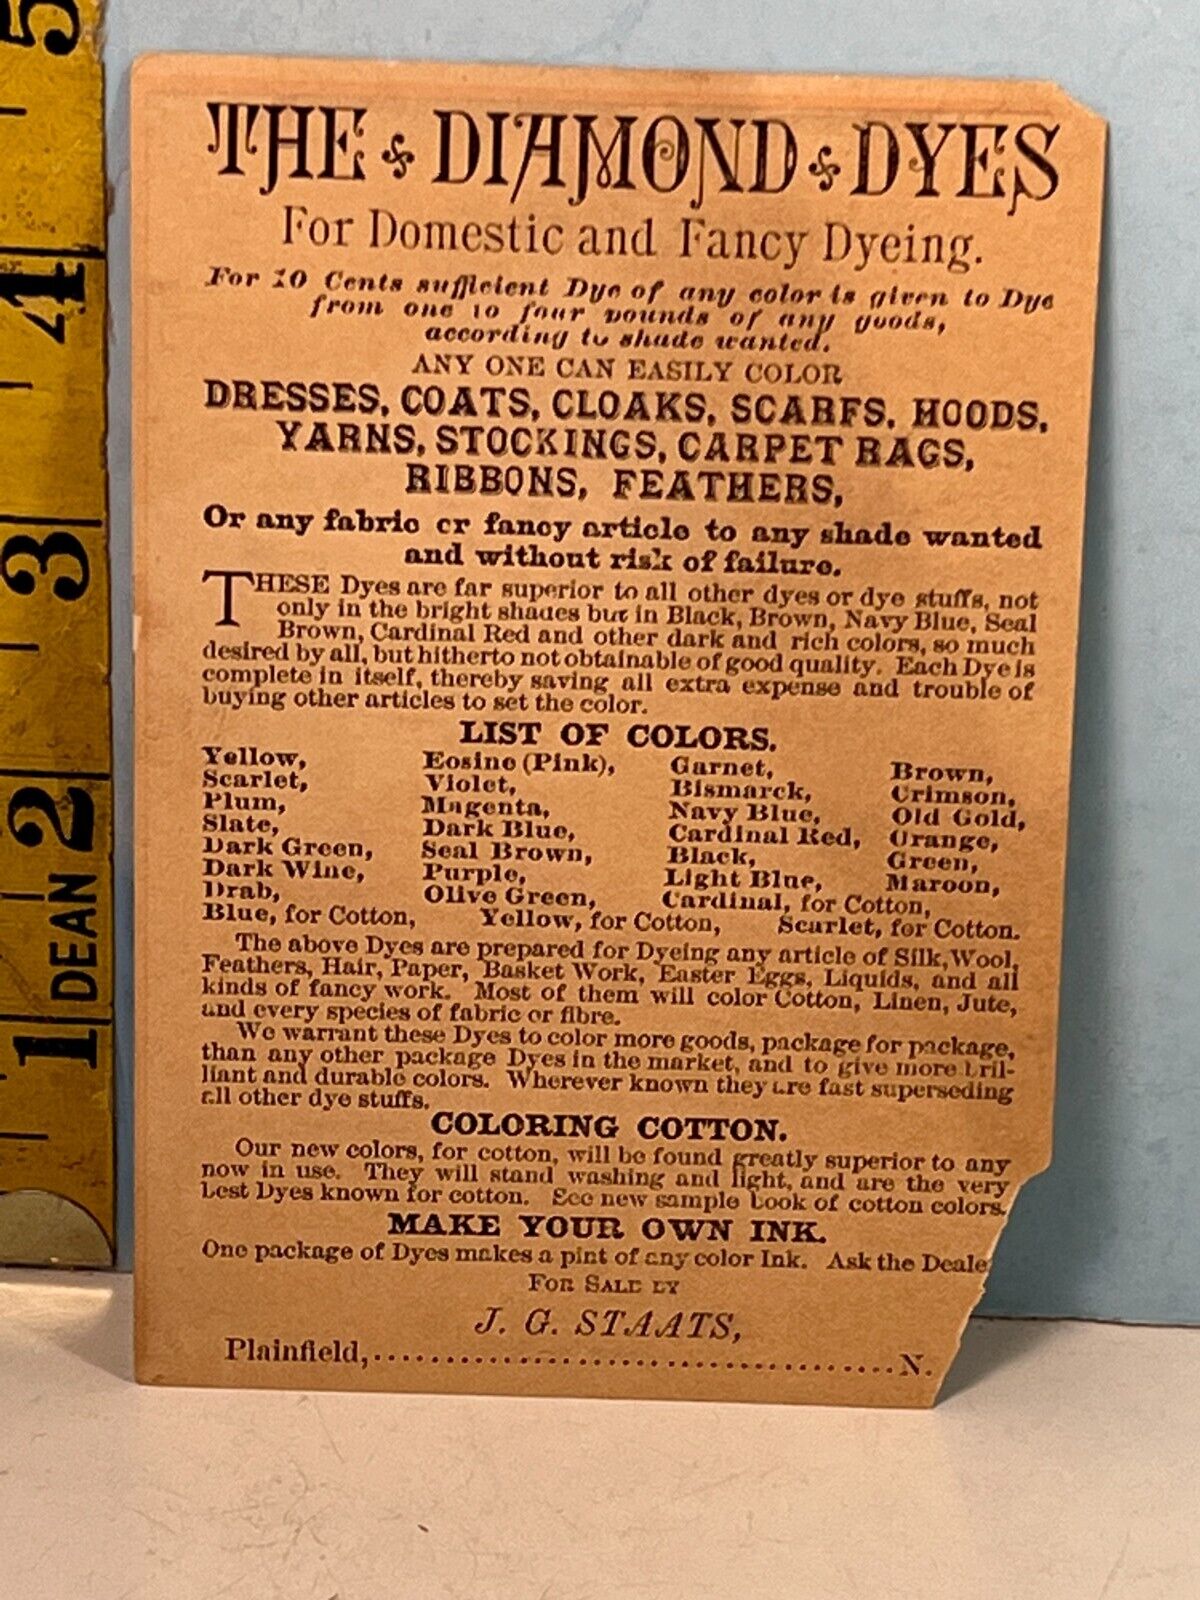 THE DIAMOND DYES
For Domestic and Fancy Dyeing.
For 10 Cents sufficient Dye of any color is given to Dye
from one to four pounds of any goods,
according to shade wanted.
ANY ONE CAN EASILY COLOR
DRESSES, COATS, CLOAKS, SCARFS, HOODS,
YARNS, STOCKINGS, CARPET RAGS,
RIBBONS, FEATHERS,
Or any fabric or fancy article to any shade wanted
and without risk of failure.
THESE Dyes are far superior to all other dyes or dye stuffs, not
only in the bright shades but in Black, Brown, Navy Blue, Seal
Brown, Cardinal Red and other dark and rich colors, so much
desired by all, but hitherto not obtainable of good quality. Each Dye is
complete in itself, thereby saving all extra expense and trouble of
buying other articles to set the color.
LIST OF COLORS.
Yellow, Eosine (Pink), Garnet, Brown,
Scarlet, Violet, Bismarck, Crimson,
Plum, Magenta, Navy Blue, Old Gold,
Slate, Dark Blue, Cardinal Red, Orange,
Dark Green, Seal Brown, Black, Green,
Dark Wine, Purple, Light Blue, Maroon,
Drab, Olive Green, Cardinal, for Cotton,
Blue, for Cotton, Yellow, for Cotton, Scarlet, for Cotton.
The above Dyes are prepared for Dyeing any article of Silk, Wool,
Feathers, Hair, Paper, Basket Work, Easter Eggs, Liquids, and all
kinds of fancy work. Most of them will color Cotton, Linen, Jute,
and every species of fabric or fibre.
We warrant these Dyes to color more goods, package for package,
than any other package Dyes in the market, and to give more bril-
liant and durable colors. Wherever known they are fast superseding
all other dye stuffs.
COLORING COTTON.
Our new colors, for cotton, will be found greatly superior to any
now in use. They will stand washing and light, and are the very
best Dyes known for cotton. See new sample book of cotton colors.
MAKE YOUR OWN INK.
One package of Dyes makes a pint of any color Ink. Ask the Deale
FOR SALE BY
J. G. STAATS,
Plainfield,....................................N.
5
4
3
2
DEAN
1